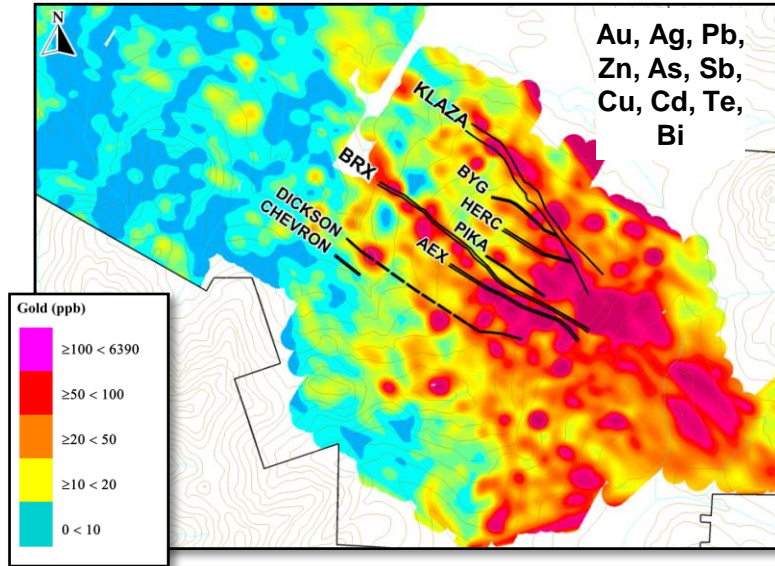 N
Au, Ag, Pb,
Zn, As, Sb,
Cu, Cd, Te,
Bi
KLAZA
BRX
BYG
HERC
PIKA
AEX
DICKSON
CHEVRON
Gold (ppb)
≥100 < 6390
≥50 < 100
≥20 < 50
≥10 < 20
0 < 10